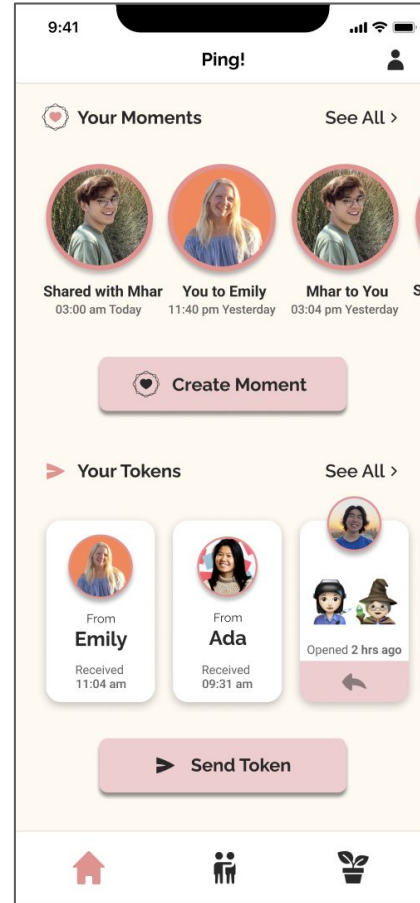 9:41
Ping!
Your Moments See All >
Shared with Mhar You to Emily Mhar to You S
03:00 am Today 11:40 pm Yesterday 03:04 pm Yesterday
Create Moment
Your Tokens See All >
From
Emily
Received
11:04 am
From
Ada
Received
09:31 am
Opened 2 hrs ago
Send Token